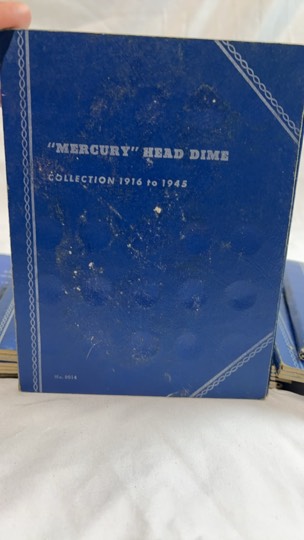 "MERCURY" HEAD DIME
COLLECTION 1916 to 1945